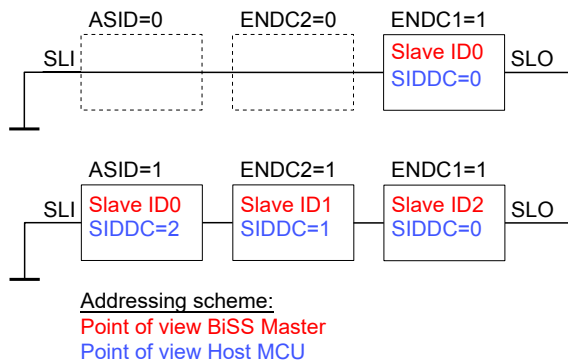 ASID=0 ENDC2=0 ENDC1=1
SLI Slave ID0 SLO
SIDDC=0
ASID=1 ENDC2=1 ENDC1=1
SLI Slave ID0 Slave ID1 Slave ID2 SLO
SIDDC=2 SIDDC=1 SIDDC=0
Addressing scheme:
Point of view BiSS Master
Point of view Host MCU